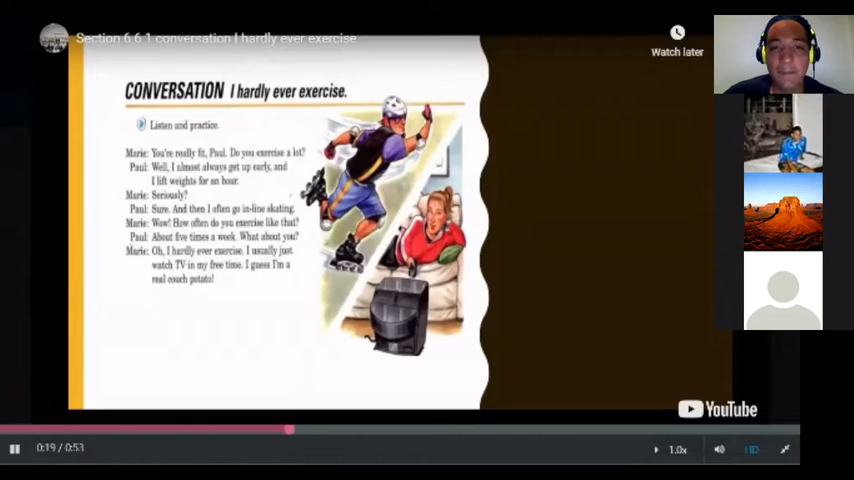 Section 6 6 1 conversation I hardly ever exercise
Watch later
CONVERSATION I hardly ever exercise.
Listen and practice.
Marie: You're really fit, Paul. Do you exercise a lot?
Paul: Well, I almost always get up early, and
I lift weights for an hour.
Marie: Seriously?
Paul: Sure. And then I often go in-line skating.
Marie: Wow! How often do you exercise like that?
Paul: About five times a week. What about you?
Marie: Oh, I hardly ever exercise. I usually just
watch TV in my free time. I guess I'm a
real couch potato!
YouTube
0:19 / 0:53
1.0x
HD